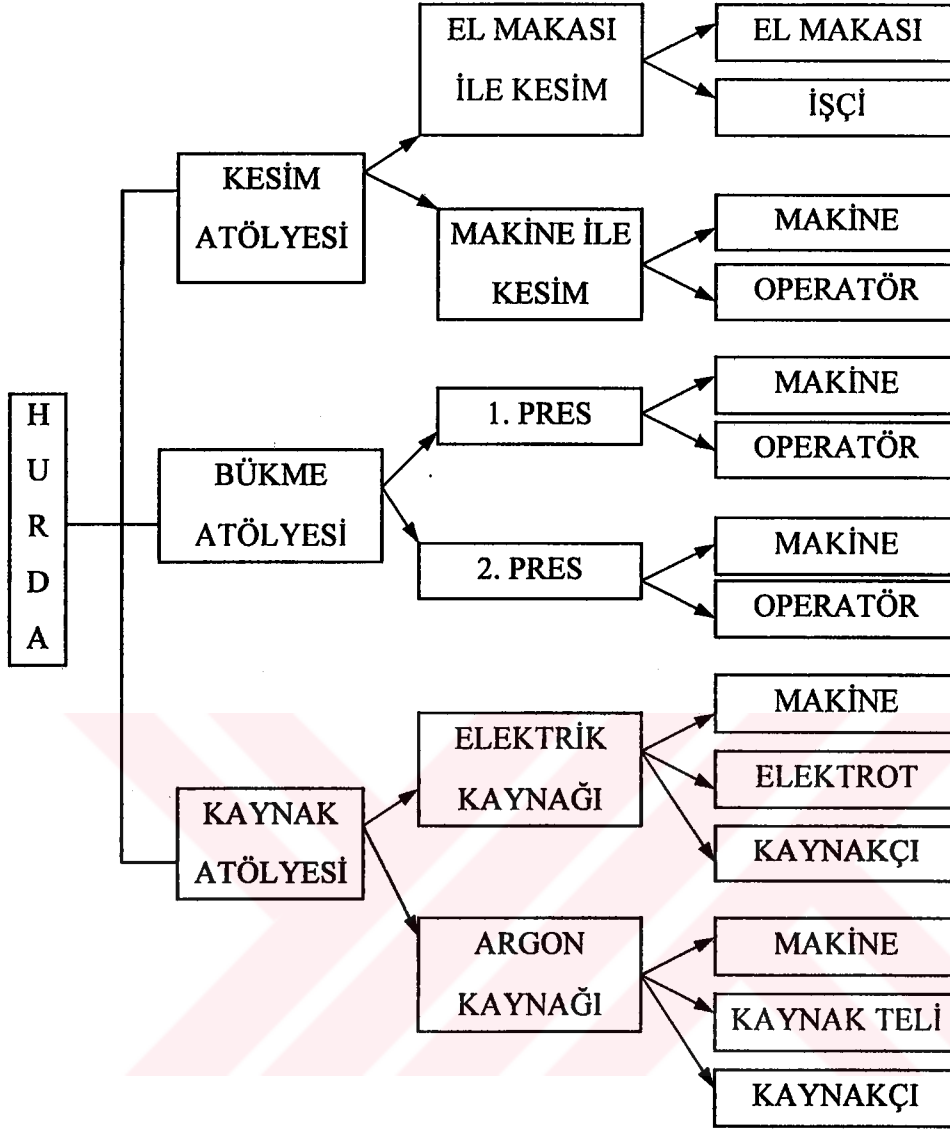 H
U
R
D
A
KESİM
ATÖLYESİ
EL MAKASI
İLE KESİM
EL MAKASI
İŞÇİ
MAKİNE İLE
KESİM
MAKİNE
OPERATÖR
BÜKME
ATÖLYESİ
1. PRES
MAKİNE
OPERATÖR
2. PRES
MAKİNE
OPERATÖR
KAYNAK
ATÖLYESİ
ELEKTRİK
KAYNAĞI
MAKİNE
ELEKTROT
KAYNAKÇI
ARGON
KAYNAĞI
MAKİNE
KAYNAK TELİ
KAYNAKÇI